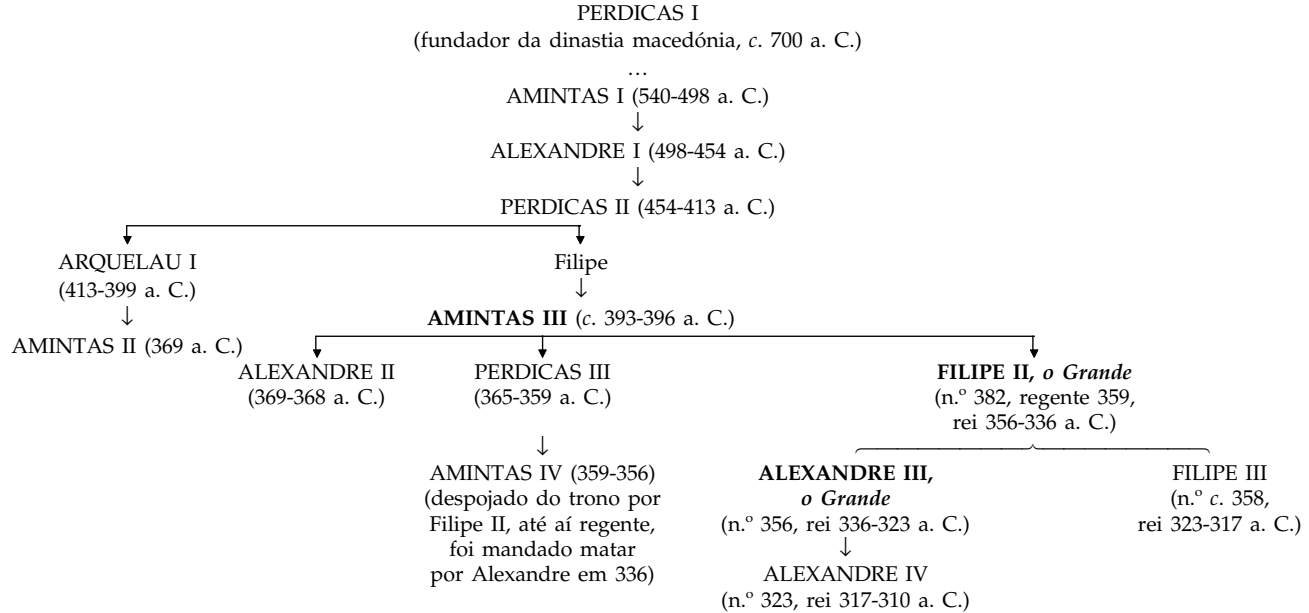 PERDICAS I
(fundador da dinastia macedónia, c. 700 a. C.)
…
AMINTAS I (540-498 a. C.)
↓
ALEXANDRE I (498-454 a. C.)
↓
PERDICAS II (454-413 a. C.)
ARQUELAU I
(413-399 a. C.)
↓
AMINTAS II (369 a. C.)
Filipe
↓
AMINTAS III (c. 393-396 a. C.)
ALEXANDRE II
(369-368 a. C.)
PERDICAS III
(365-359 a. C.)
↓
AMINTAS IV (359-356)
(despojado do trono por
Filipe II, até aí regente,
foi mandado matar
por Alexandre em 336)
FILIPE II, o Grande
(n.º 382, regente 359,
rei 356-336 a. C.)
ALEXANDRE III,
o Grande
(n.º 356, rei 336-323 a. C.)
↓
ALEXANDRE IV
(n.º 323, rei 317-310 a. C.)
FILIPE III
(n.º c. 358,
rei 323-317 a. C.)